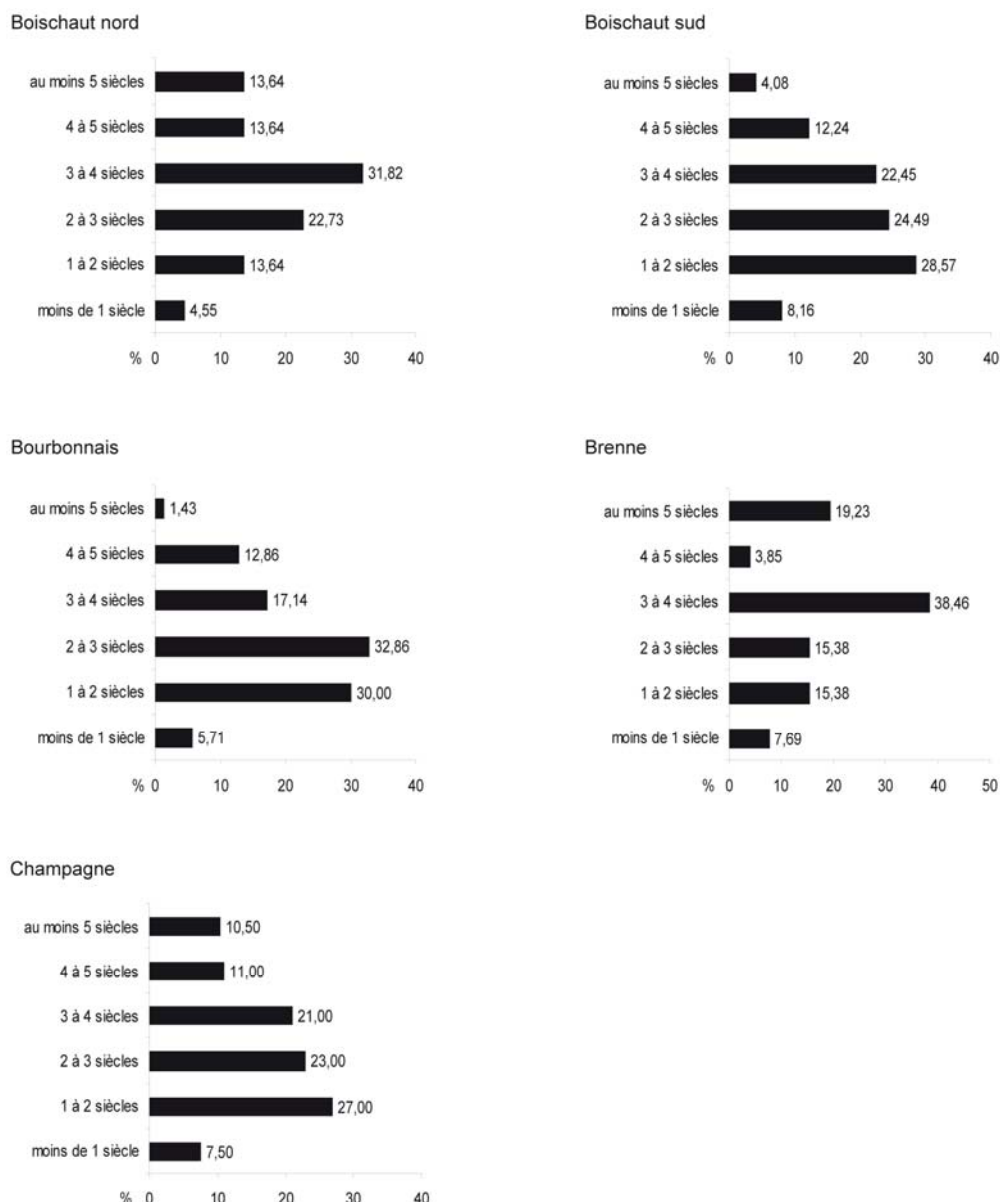 Boischaut nord
au moins 5 siècles 13,64
4 à 5 siècles 13,64
3 à 4 siècles 31,82
2 à 3 siècles 22,73
1 à 2 siècles 13,64
moins de 1 siècle 4,55
% 0 10 20 30 40
Boischaut sud
au moins 5 siècles 4,08
4 à 5 siècles 12,24
3 à 4 siècles 22,45
2 à 3 siècles 24,49
1 à 2 siècles 28,57
moins de 1 siècle 8,16
% 0 10 20 30 40
Bourbonnais
au moins 5 siècles 1,43
4 à 5 siècles 12,86
3 à 4 siècles 17,14
2 à 3 siècles 32,86
1 à 2 siècles 30,00
moins de 1 siècle 5,71
% 0 10 20 30 40
Brenne
au moins 5 siècles 19,23
4 à 5 siècles 3,85
3 à 4 siècles 38,46
2 à 3 siècles 15,38
1 à 2 siècles 15,38
moins de 1 siècle 7,69
% 0 10 20 30 40 50
Champagne
au moins 5 siècles 10,50
4 à 5 siècles 11,00
3 à 4 siècles 21,00
2 à 3 siècles 23,00
1 à 2 siècles 27,00
moins de 1 siècle 7,50
% 0 10 20 30 40